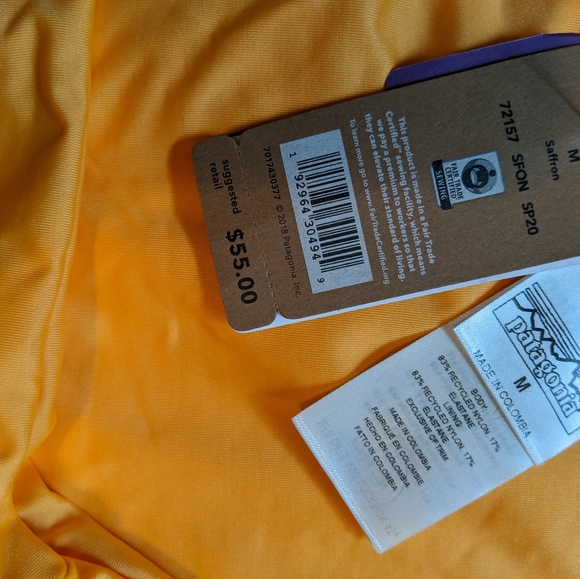 M
Saffron
72157 SFON SP20
FAIR TRADE
CERTIFIED
SEWING
This product is made in a Fair Trade
Certified™ sewing facility, which means
we pay a premium to workers so that
they can elevate their standard of living.
To learn more go to www.FairTradeCertified.org
1 92964 30494 9
7017430377 © 2018 Patagonia, Inc.
suggested
retail
$55.00
patagonia
M
MADE IN COLOMBIA
BODY:
83% RECYCLED NYLON. 17%
ELASTANE
LINING:
83% RECYCLED NYLON. 17%
ELASTANE
EXCLUSIVE OF TRIM
MADE IN COLOMBIA
FABRIQUE EN COLOMBIE
HECHO EN COLOMBIA
FATTO IN COLOMBIA